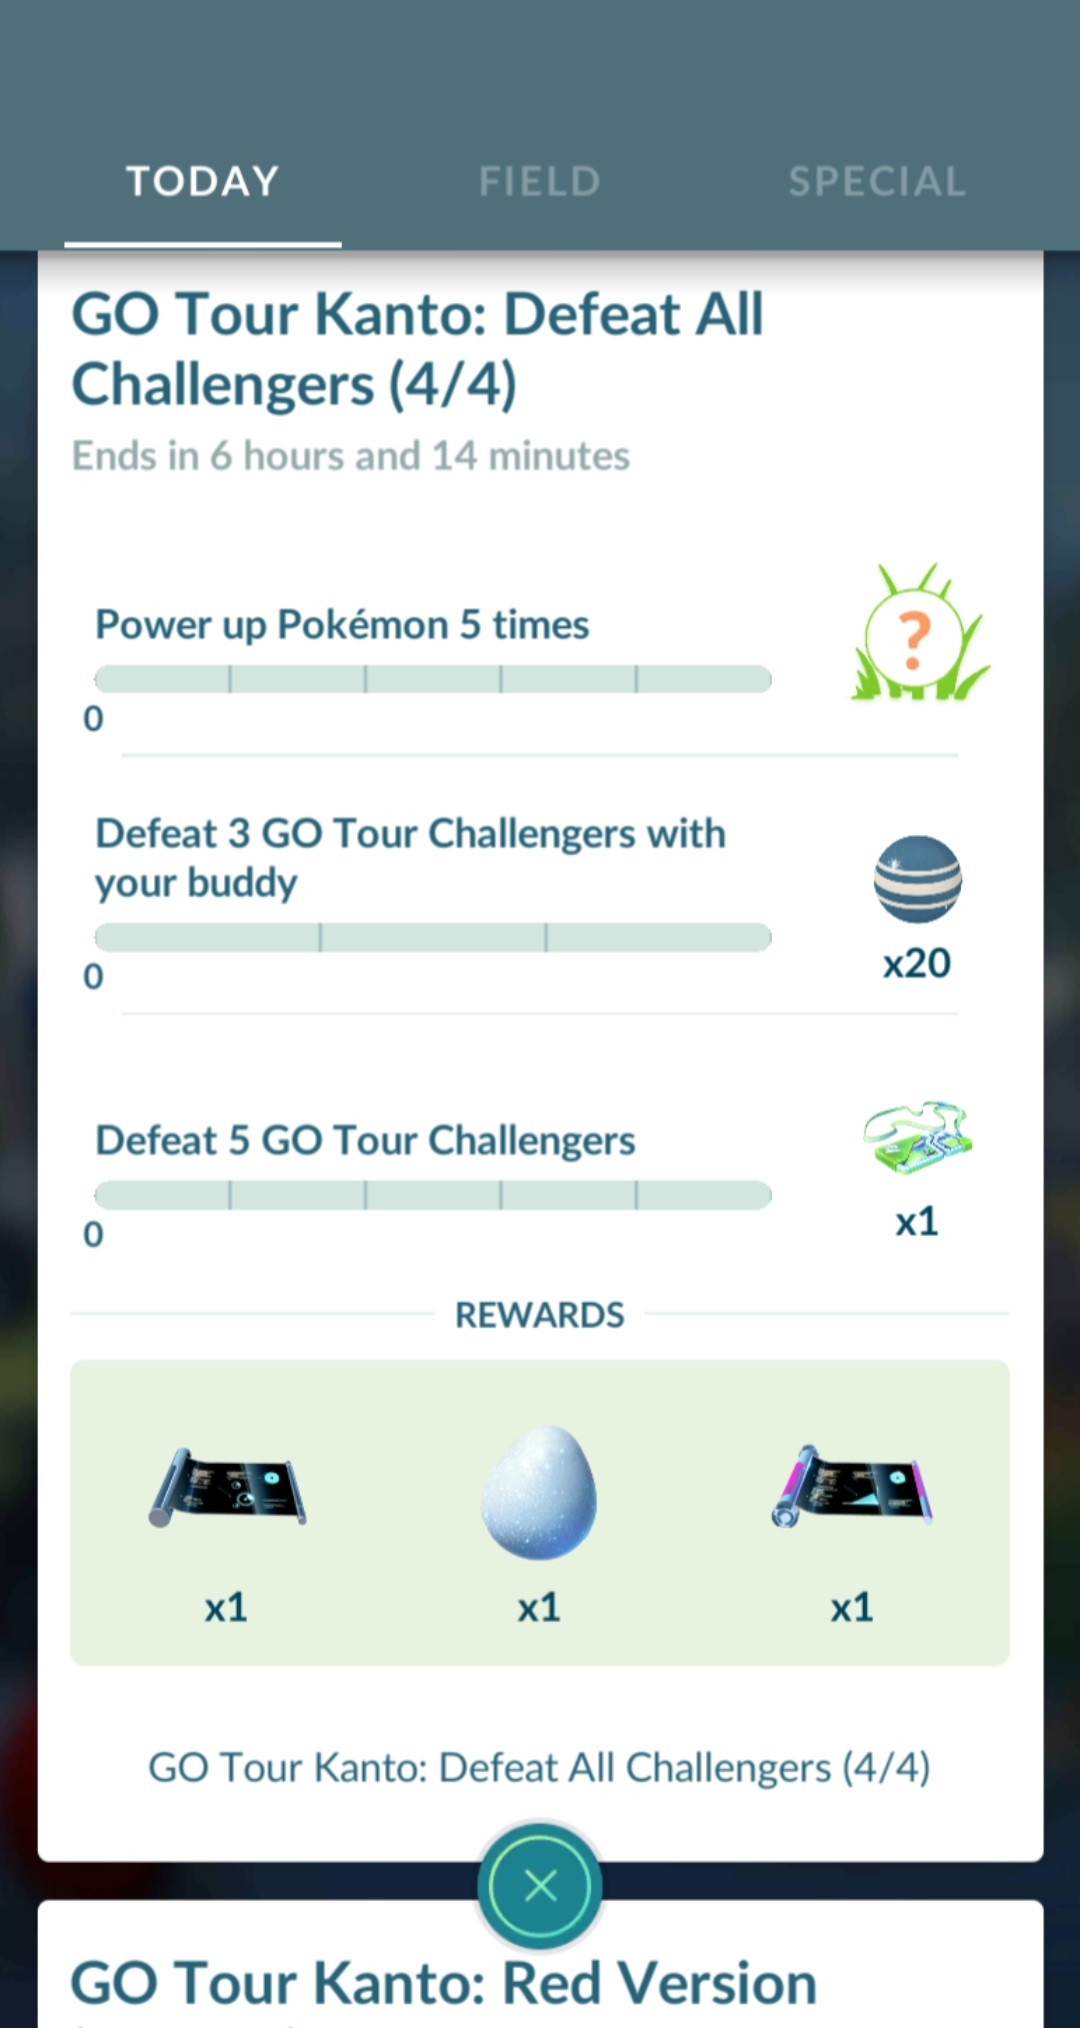 TODAY
FIELD
SPECIAL
GO Tour Kanto: Defeat All
Challengers (4/4)
Ends in 6 hours and 14 minutes
Power up Pokémon 5 times
?
0
Defeat 3 GO Tour Challengers with
your buddy
0
x20
Defeat 5 GO Tour Challengers
0
x1
REWARDS
x1
x1
x1
GO Tour Kanto: Defeat All Challengers (4/4)
GO Tour Kanto: Red Version